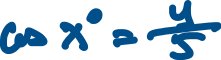 cos x° = 4/5